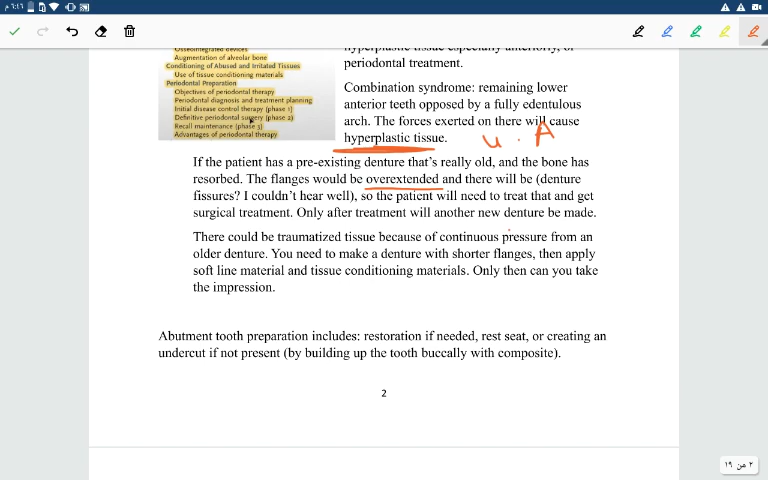 ٦:٤٦ م
Osseointegrated devices
Augmentation of alveolar bone
Conditioning of Abused and Irritated Tissues
Use of tissue conditioning materials
Periodontal Preparation
Objectives of periodontal therapy
Periodontal diagnosis and treatment planning
Initial disease control therapy (phase 1)
Definitive periodontal surgery (phase 2)
Recall maintenance (phase 3)
Advantages of periodontal therapy
hyperplastic tissue especially anteriorly, or
periodontal treatment.
Combination syndrome: remaining lower
anterior teeth opposed by a fully edentulous
arch. The forces exerted on there will cause
hyperplastic tissue.
U . A
If the patient has a pre-existing denture that's really old, and the bone has
resorbed. The flanges would be overextended and there will be (denture
fissures? I couldn't hear well), so the patient will need to treat that and get
surgical treatment. Only after treatment will another new denture be made.
There could be traumatized tissue because of continuous pressure from an
older denture. You need to make a denture with shorter flanges, then apply
soft line material and tissue conditioning materials. Only then can you take
the impression.
Abutment tooth preparation includes: restoration if needed, rest seat, or creating an
undercut if not present (by building up the tooth buccally with composite).
2
٢ من ١٩